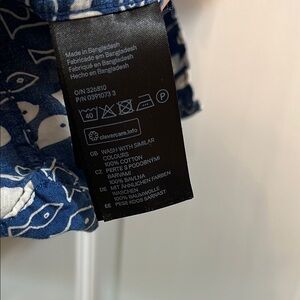 Made in Bangladesh
Fabricado em Bangladesh
Fabriqué en Bangladesh
Hecho en Bangladesh
O/N 326810
P/N 0391073 3
40
clevercare.info
GB WASH WITH SIMILAR
COLOURS
100% COTTON
CZ PERTE S PODOBNÝMI
BARVAMI
100% BAVLNA
DE MIT ÄHNLICHEN FARBEN
WASCHEN
100% BAUMWOLLE
EE PESE KOOS SARNAST